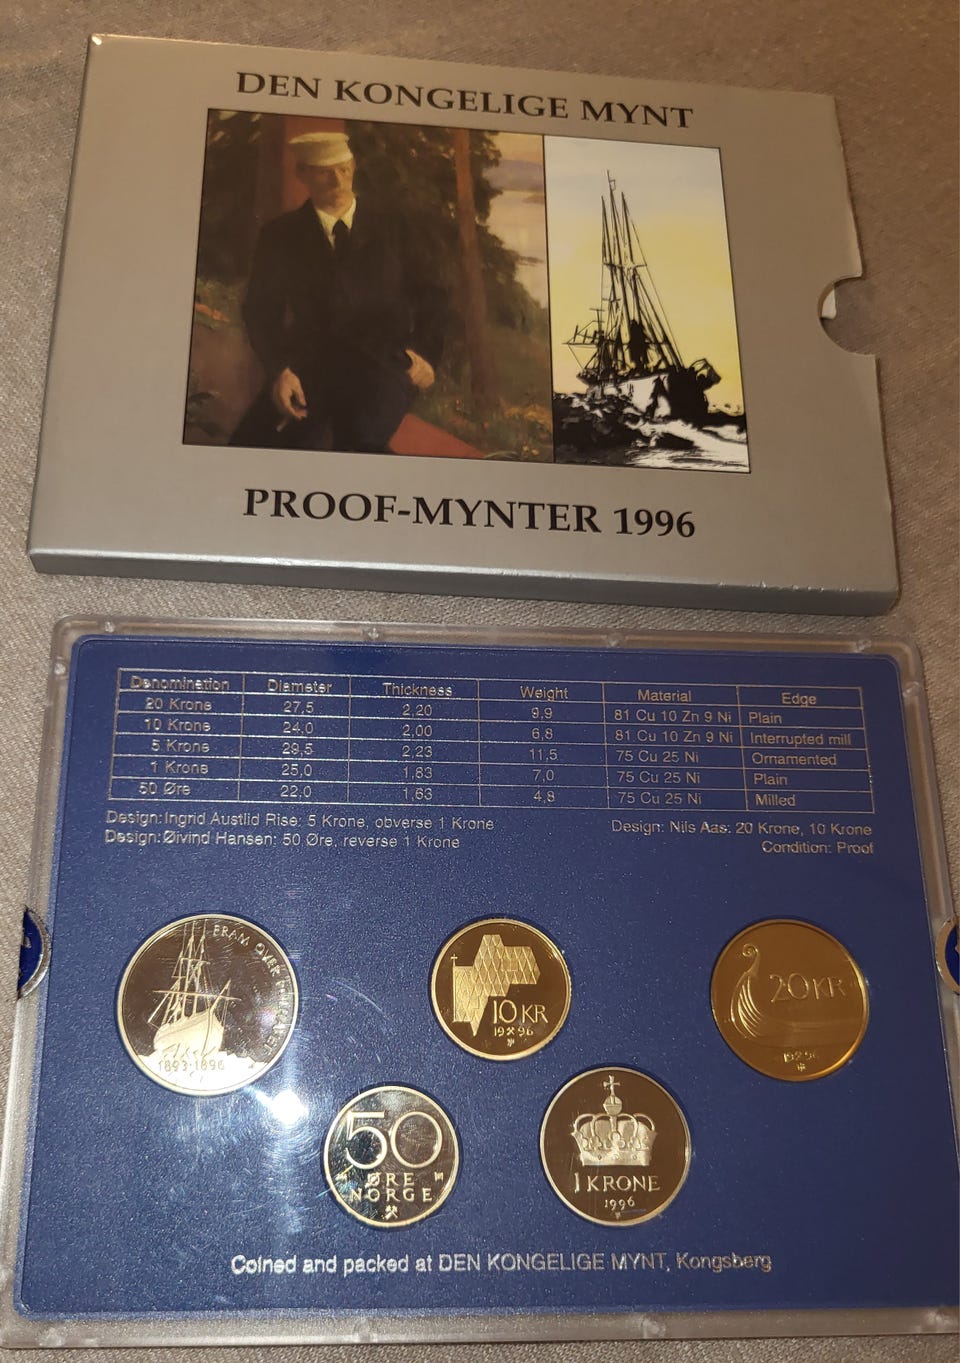 DEN KONGELIGE MYNT
PROOF-MYNTER 1996
Denomination Diameter Thickness Weight Material Edge
20 Krone 27,5 2,20 9,9 81 Cu 10 Zn 9 Ni Plain
10 Krone 24,0 2,00 6,8 81 Cu 10 Zn 9 Ni Interrupted mill
5 Krone 29,5 2,23 11,5 75 Cu 25 Ni Ornamented
1 Krone 25,0 1,63 7,0 75 Cu 25 Ni Plain
50 Øre 22,0 1,63 4,8 75 Cu 25 Ni Milled
Design: Ingrid Austlid Rise: 5 Krone, obverse 1 Krone
Design: Øivind Hansen: 50 Øre, reverse 1 Krone
Design: Nils Aas: 20 Krone, 10 Krone
Condition: Proof
FRAM OVER POLHAVET
1893·1896
10 KR
19 96
20 KR
19 96
50
ØRE
NORGE
1 KRONE
1996
Coined and packed at DEN KONGELIGE MYNT, Kongsberg